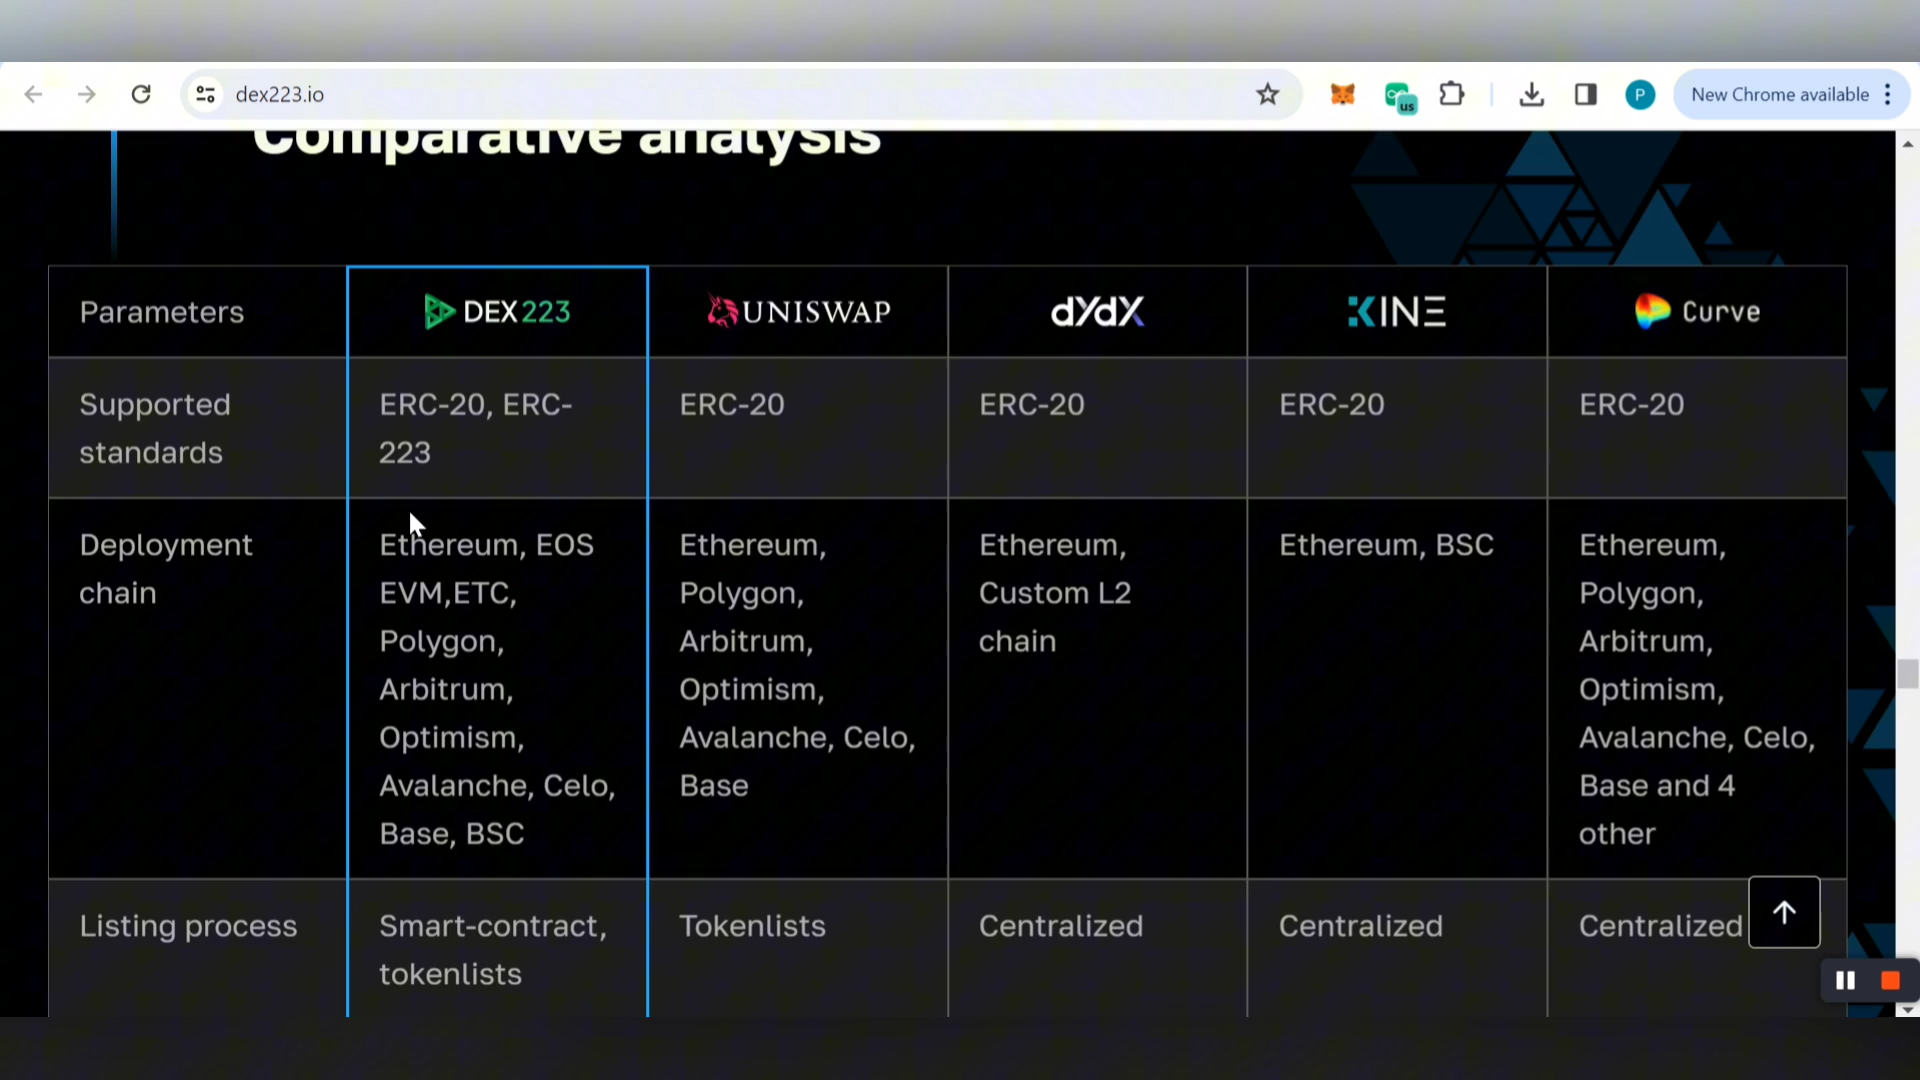 dex223.io
us
P
New Chrome available
Comparative analysis
Parameters
DEX223
UNISWAP
dYdX
KINE
Curve
Supported
standards
ERC-20, ERC-
223
ERC-20
ERC-20
ERC-20
ERC-20
Deployment
chain
Ethereum, EOS
EVM,ETC,
Polygon,
Arbitrum,
Optimism,
Avalanche, Celo,
Base, BSC
Ethereum,
Polygon,
Arbitrum,
Optimism,
Avalanche, Celo,
Base
Ethereum,
Custom L2
chain
Ethereum, BSC
Ethereum,
Polygon,
Arbitrum,
Optimism,
Avalanche, Celo,
Base and 4
other
Listing process
Smart-contract,
tokenlists
Tokenlists
Centralized
Centralized
Centralized